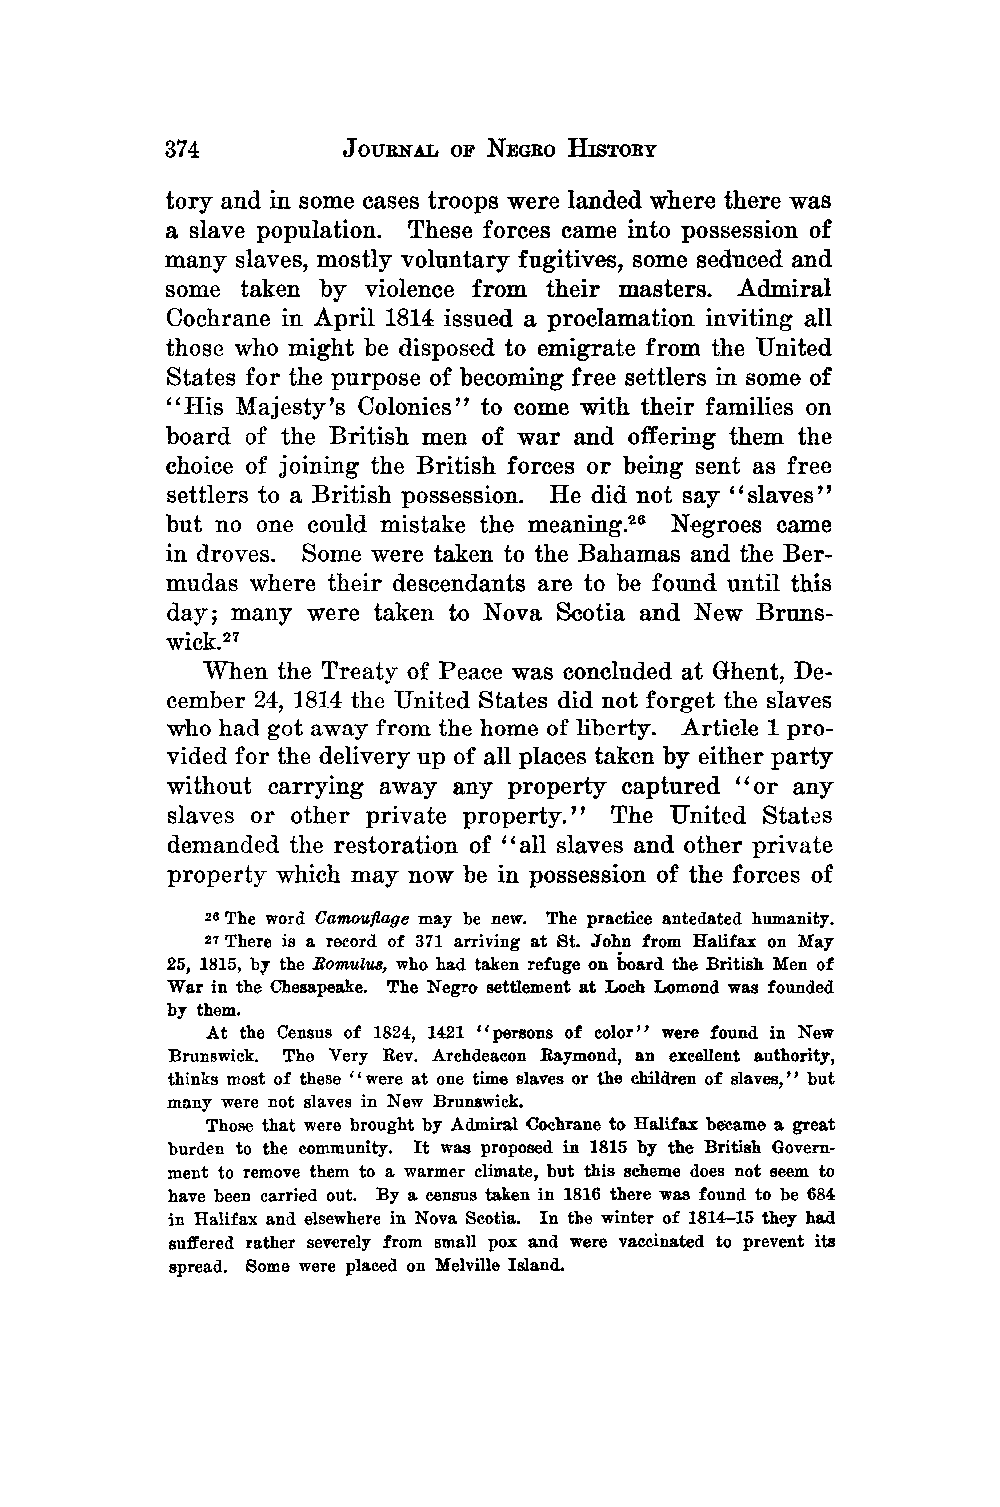 374 JOURNAL OF NEGRO HISTORY
tory and in some cases troops were landed where there was
a slave population. These forces came into possession of
many slaves, mostly voluntary fugitives, some seduced and
some taken by violence from their masters. Admiral
Cochrane in April 1814 issued a proclamation inviting all
those who might be disposed to emigrate from the United
States for the purpose of becoming free settlers in some of
‘‘His Majesty’s Colonies’’ to come with their families on
board of the British men of war and offering them the
choice of joining the British forces or being sent as free
settlers to a British possession. He did not say ‘‘slaves’’
but no one could mistake the meaning.²⁶ Negroes came
in droves. Some were taken to the Bahamas and the Ber-
mudas where their descendants are to be found until this
day; many were taken to Nova Scotia and New Bruns-
wick.²⁷
When the Treaty of Peace was concluded at Ghent, De-
cember 24, 1814 the United States did not forget the slaves
who had got away from the home of liberty. Article 1 pro-
vided for the delivery up of all places taken by either party
without carrying away any property captured ‘‘or any
slaves or other private property.’’ The United States
demanded the restoration of ‘‘all slaves and other private
property which may now be in possession of the forces of
²⁶ The word Camouflage may be new. The practice antedated humanity.
²⁷ There is a record of 371 arriving at St. John from Halifax on May
25, 1815, by the Romulus, who had taken refuge on board the British Men of
War in the Chesapeake. The Negro settlement at Loch Lomond was founded
by them.
At the Census of 1824, 1421 ‘‘persons of color’’ were found in New
Brunswick. The Very Rev. Archdeacon Raymond, an excellent authority,
thinks most of these ‘‘were at one time slaves or the children of slaves,’’ but
many were not slaves in New Brunswick.
Those that were brought by Admiral Cochrane to Halifax became a great
burden to the community. It was proposed in 1815 by the British Govern-
ment to remove them to a warmer climate, but this scheme does not seem to
have been carried out. By a census taken in 1816 there was found to be 684
in Halifax and elsewhere in Nova Scotia. In the winter of 1814–15 they had
suffered rather severely from small pox and were vaccinated to prevent its
spread. Some were placed on Melville Island.